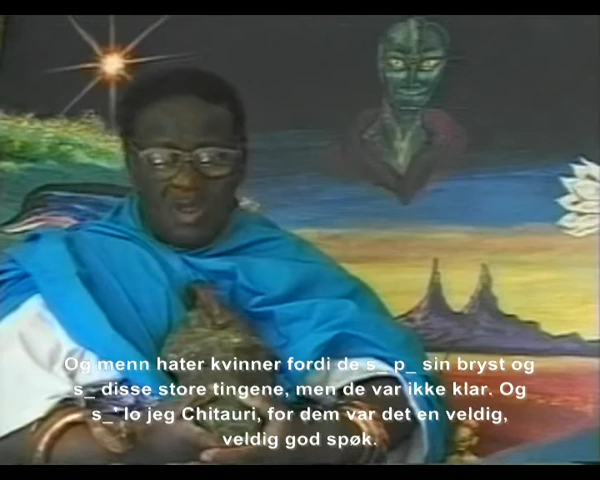 Og menn hater kvinner fordi de s_ p_ sin bryst og
s_ disse store tingene, men de var ikke klar. Og
s_' lo jeg Chitauri, for dem var det en veldig,
veldig god spøk.